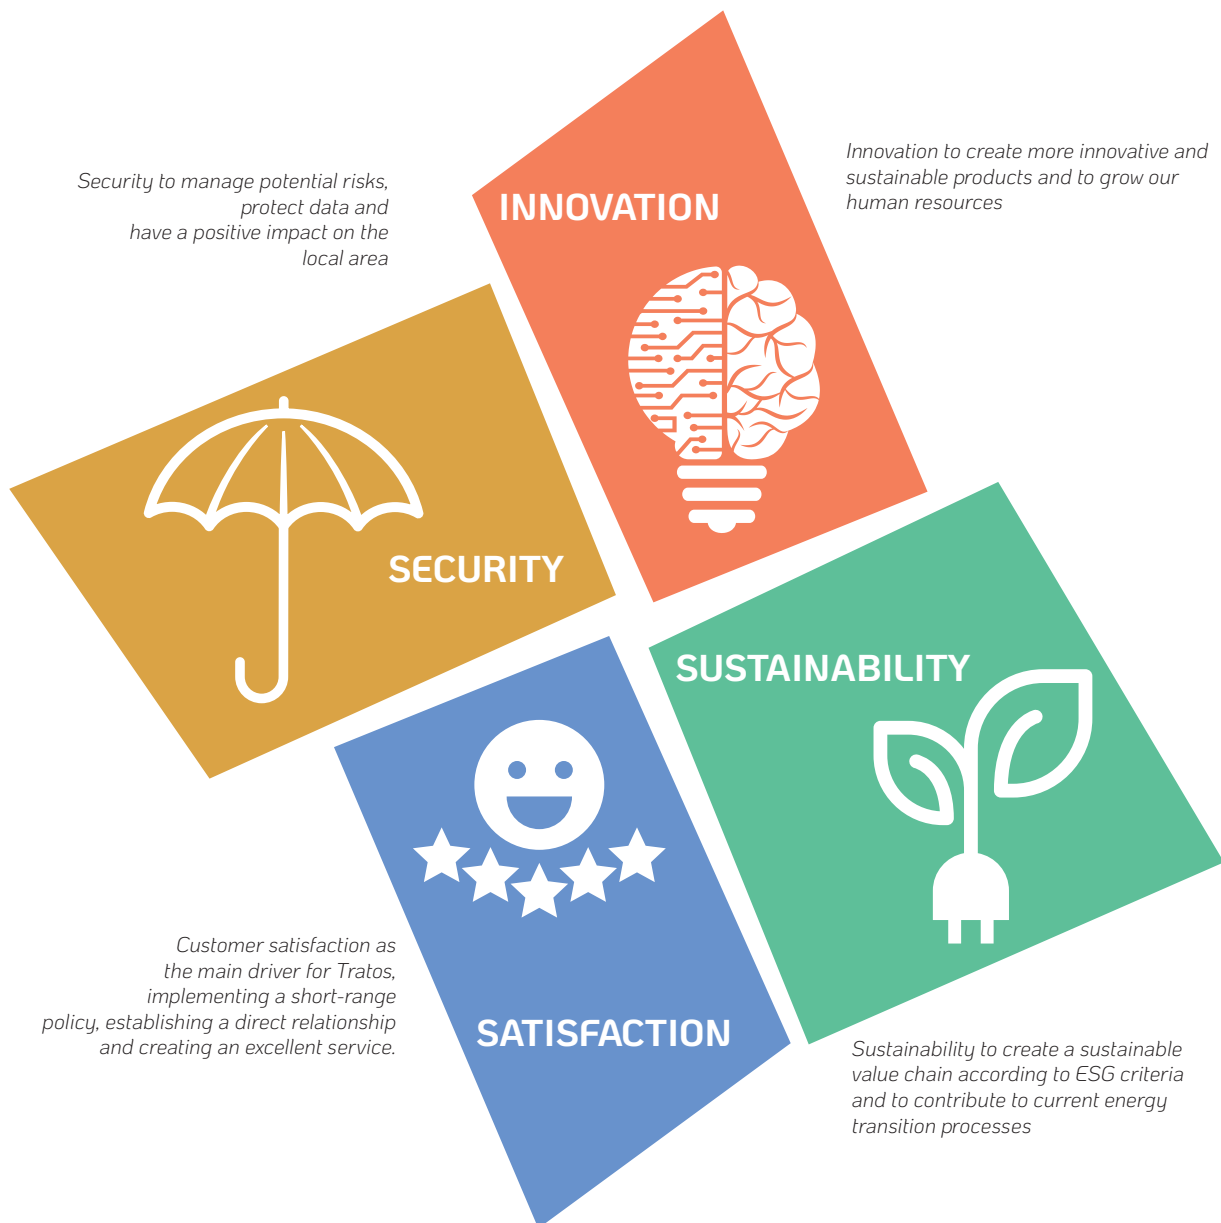 Security to manage potential risks,
protect data and
have a positive impact on the
local area
INNOVATION
Innovation to create more innovative and
sustainable products and to grow our
human resources
SECURITY
SUSTAINABILITY
Customer satisfaction as
the main driver for Tratos,
implementing a short-range
policy, establishing a direct relationship
and creating an excellent service.
SATISFACTION
Sustainability to create a sustainable
value chain according to ESG criteria
and to contribute to current energy
transition processes